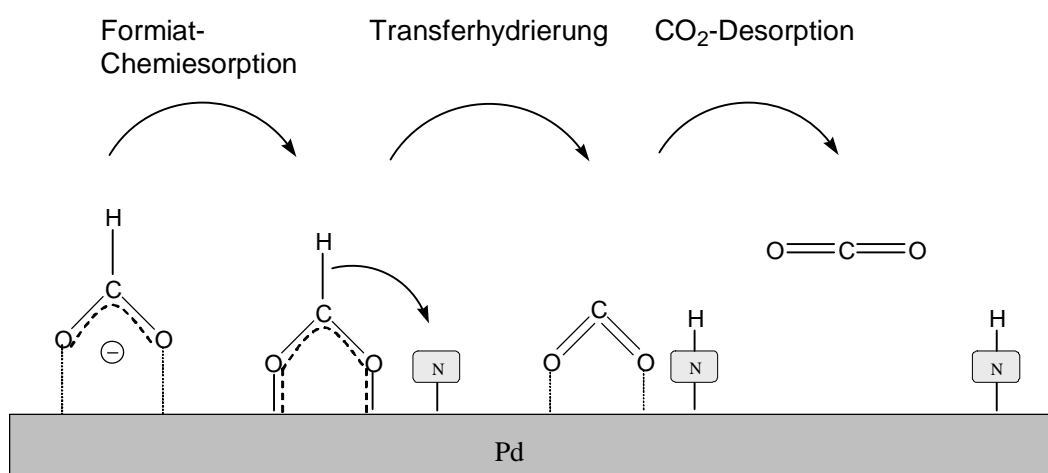 Formiat-
Chemiesorption
Transferhydrierung
CO₂-Desorption
H
C
O
O
−
H
C
O
O
N
C
O
O
H
N
O
C
O
H
N
Pd